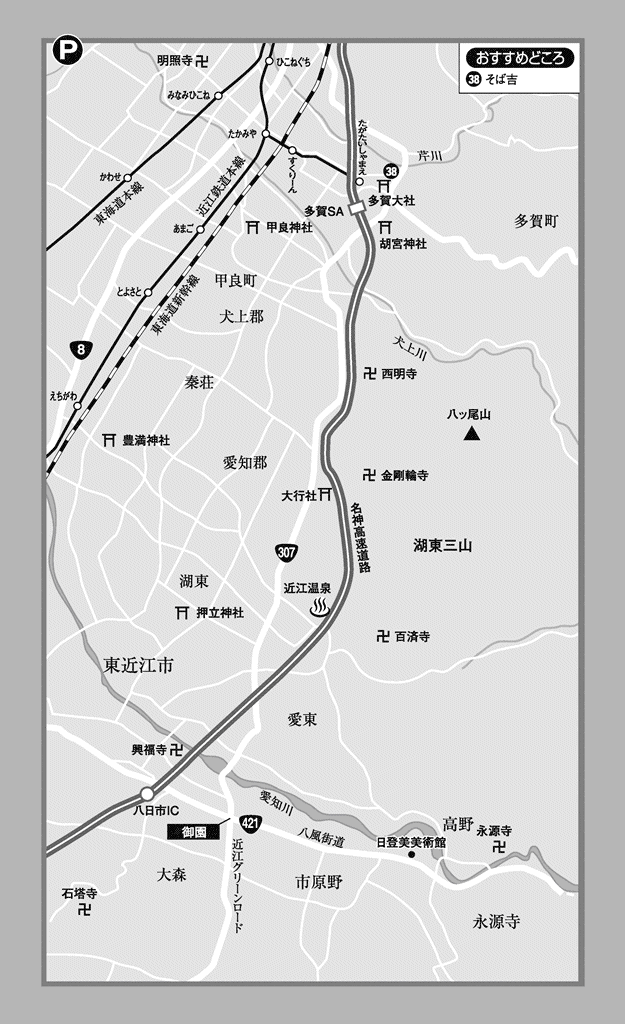 P
おすすめどころ
38 そば吉
明照寺
ひこねぐち
みなみひこね
たかみや
すくりーん
たがたいしゃまえ
芹川
38
かわせ
東海道本線
近江鉄道本線
多賀大社
多賀SA
多賀町
あまご
甲良神社
胡宮神社
甲良町
とよさと
東海道新幹線
犬上郡
犬上川
8
西明寺
秦荘
えちがわ
八ッ尾山
豊満神社
愛知郡
金剛輪寺
大行社
名神高速道路
307
湖東三山
湖東
近江温泉
押立神社
百済寺
東近江市
愛東
興福寺
八日市IC
愛知川
421
御園
八風街道
高野
永源寺
日登美美術館
近江グリーンロード
大森
市原野
石塔寺
永源寺